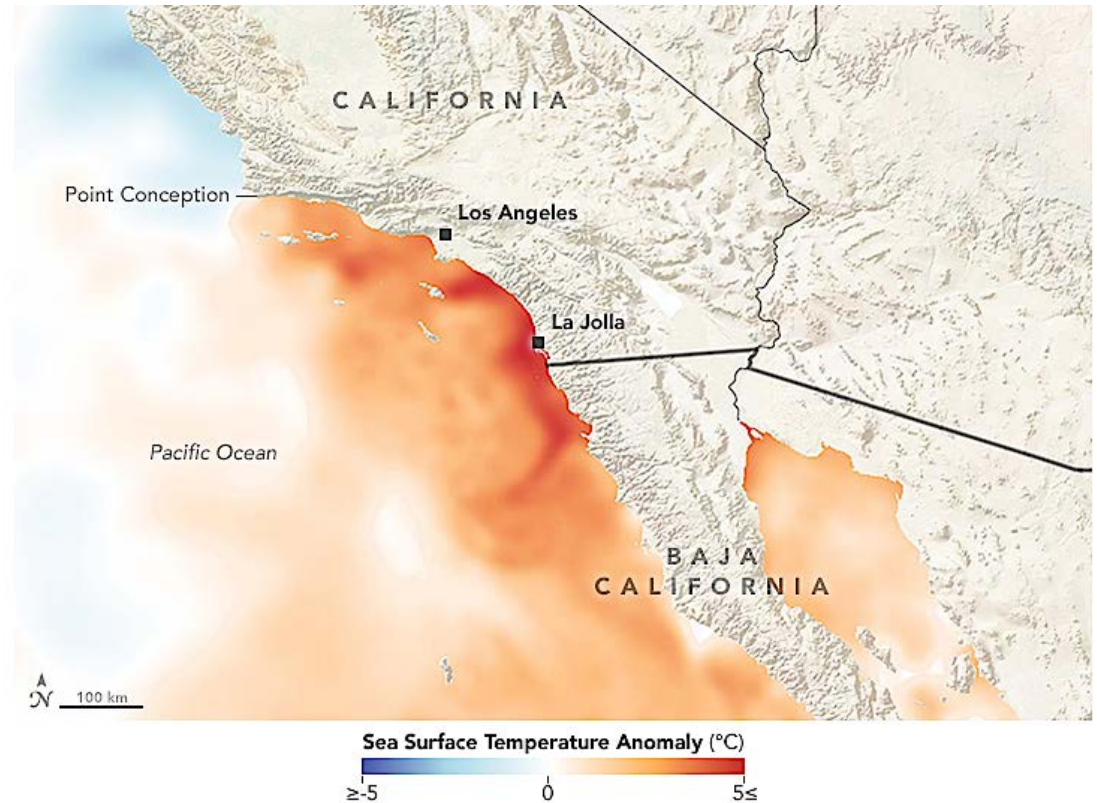 CALIFORNIA
Point Conception
Los Angeles
La Jolla
Pacific Ocean
BAJA
CALIFORNIA
N
100 km
Sea Surface Temperature Anomaly (°C)
≥-5 0 5≤